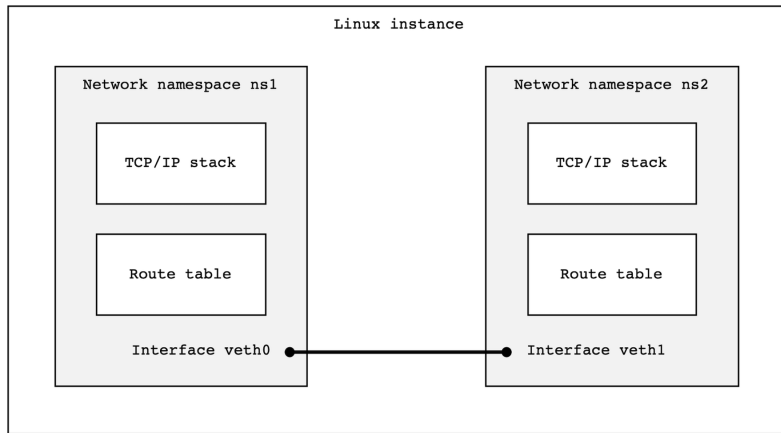 Linux instance
Network namespace ns1
Network namespace ns2
TCP/IP stack
TCP/IP stack
Route table
Route table
Interface veth0
Interface veth1